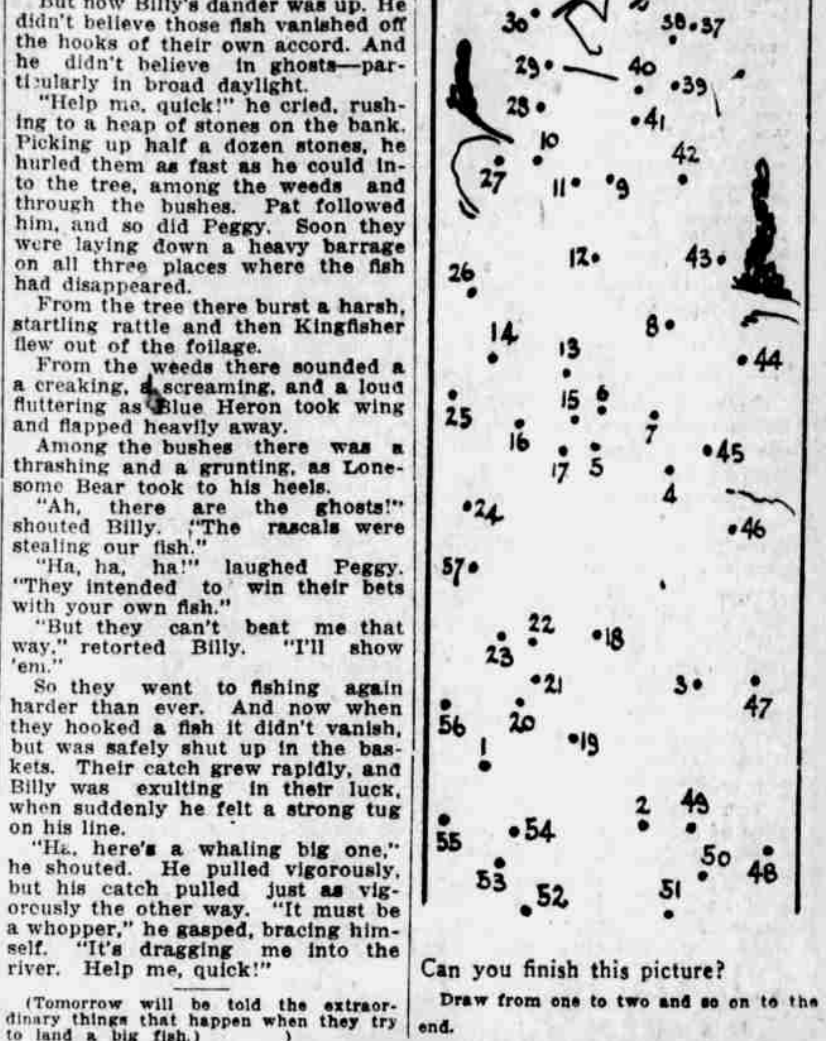 But now Billy's dander was up. He
didn't believe those fish vanished off
the hooks of their own accord. And
he didn't believe in ghosts—par-
ticularly in broad daylight.
"Help me, quick!" he cried, rush-
ing to a heap of stones on the bank.
Picking up half a dozen stones, he
hurled them as fast as he could in-
to the tree, among the weeds and
through the bushes. Pat followed
him, and so did Peggy. Soon they
were laying down a heavy barrage
on all three places where the fish
had disappeared.
From the tree there burst a harsh,
startling rattle and then Kingfisher
flew out of the foliage.
From the weeds there sounded a
a creaking, a screaming, and a loud
fluttering as Blue Heron took wing
and flapped heavily away.
Among the bushes there was a
thrashing and a grunting, as Lone-
some Bear took to his heels.
"Ah, there are the ghosts!"
shouted Billy. "The rascals were
stealing our fish."
"Ha, ha, ha!" laughed Peggy.
"They intended to win their bets
with your own fish."
"But they can't beat me that
way," retorted Billy. "I'll show
'em."
So they went to fishing again
harder than ever. And now when
they hooked a fish it didn't vanish,
but was safely shut up in the bas-
kets. Their catch grew rapidly, and
Billy was exulting in their luck,
when suddenly he felt a strong tug
on his line.
"Ha, here's a whaling big one,"
he shouted. He pulled vigorously,
but his catch pulled just as vig-
orously the other way. "It must be
a whopper," he gasped, bracing him-
self. "It's dragging me into the
river. Help me, quick!"
(Tomorrow will be told the extraor-
dinary things that happen when they try
to land a big fish.)
30 38 37
29 40 39
28 41
10 42
27 11 9
12 43
26
14 13 8 44
25 15 6
16 7
17 5 45
4
24 46
57
22 18
23
21 3 47
56 20
1 19
2 49
55 54
53 50 48
52 51
Can you finish this picture?
Draw from one to two and so on to the
end.